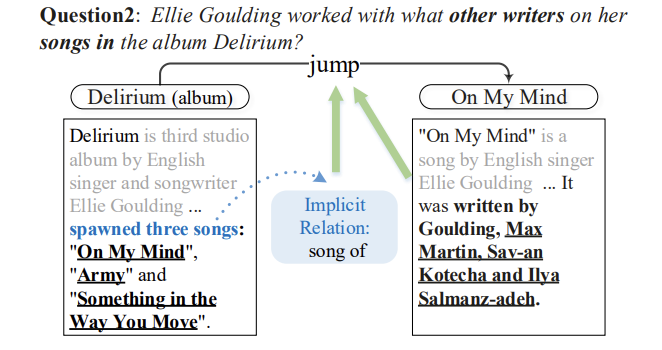 Question2: Ellie Goulding worked with what other writers on her
songs in the album Delirium?
jump
Delirium (album)
On My Mind
Delirium is third studio
album by English
singer and songwriter
Ellie Goulding ...
spawned three songs:
"On My Mind",
"Army" and
"Something in the
Way You Move".
Implicit
Relation:
song of
"On My Mind" is a
song by English singer
Ellie Goulding ... It
was written by
Goulding, Max
Martin, Sav-an
Kotecha and Ilya
Salmanz-adeh.